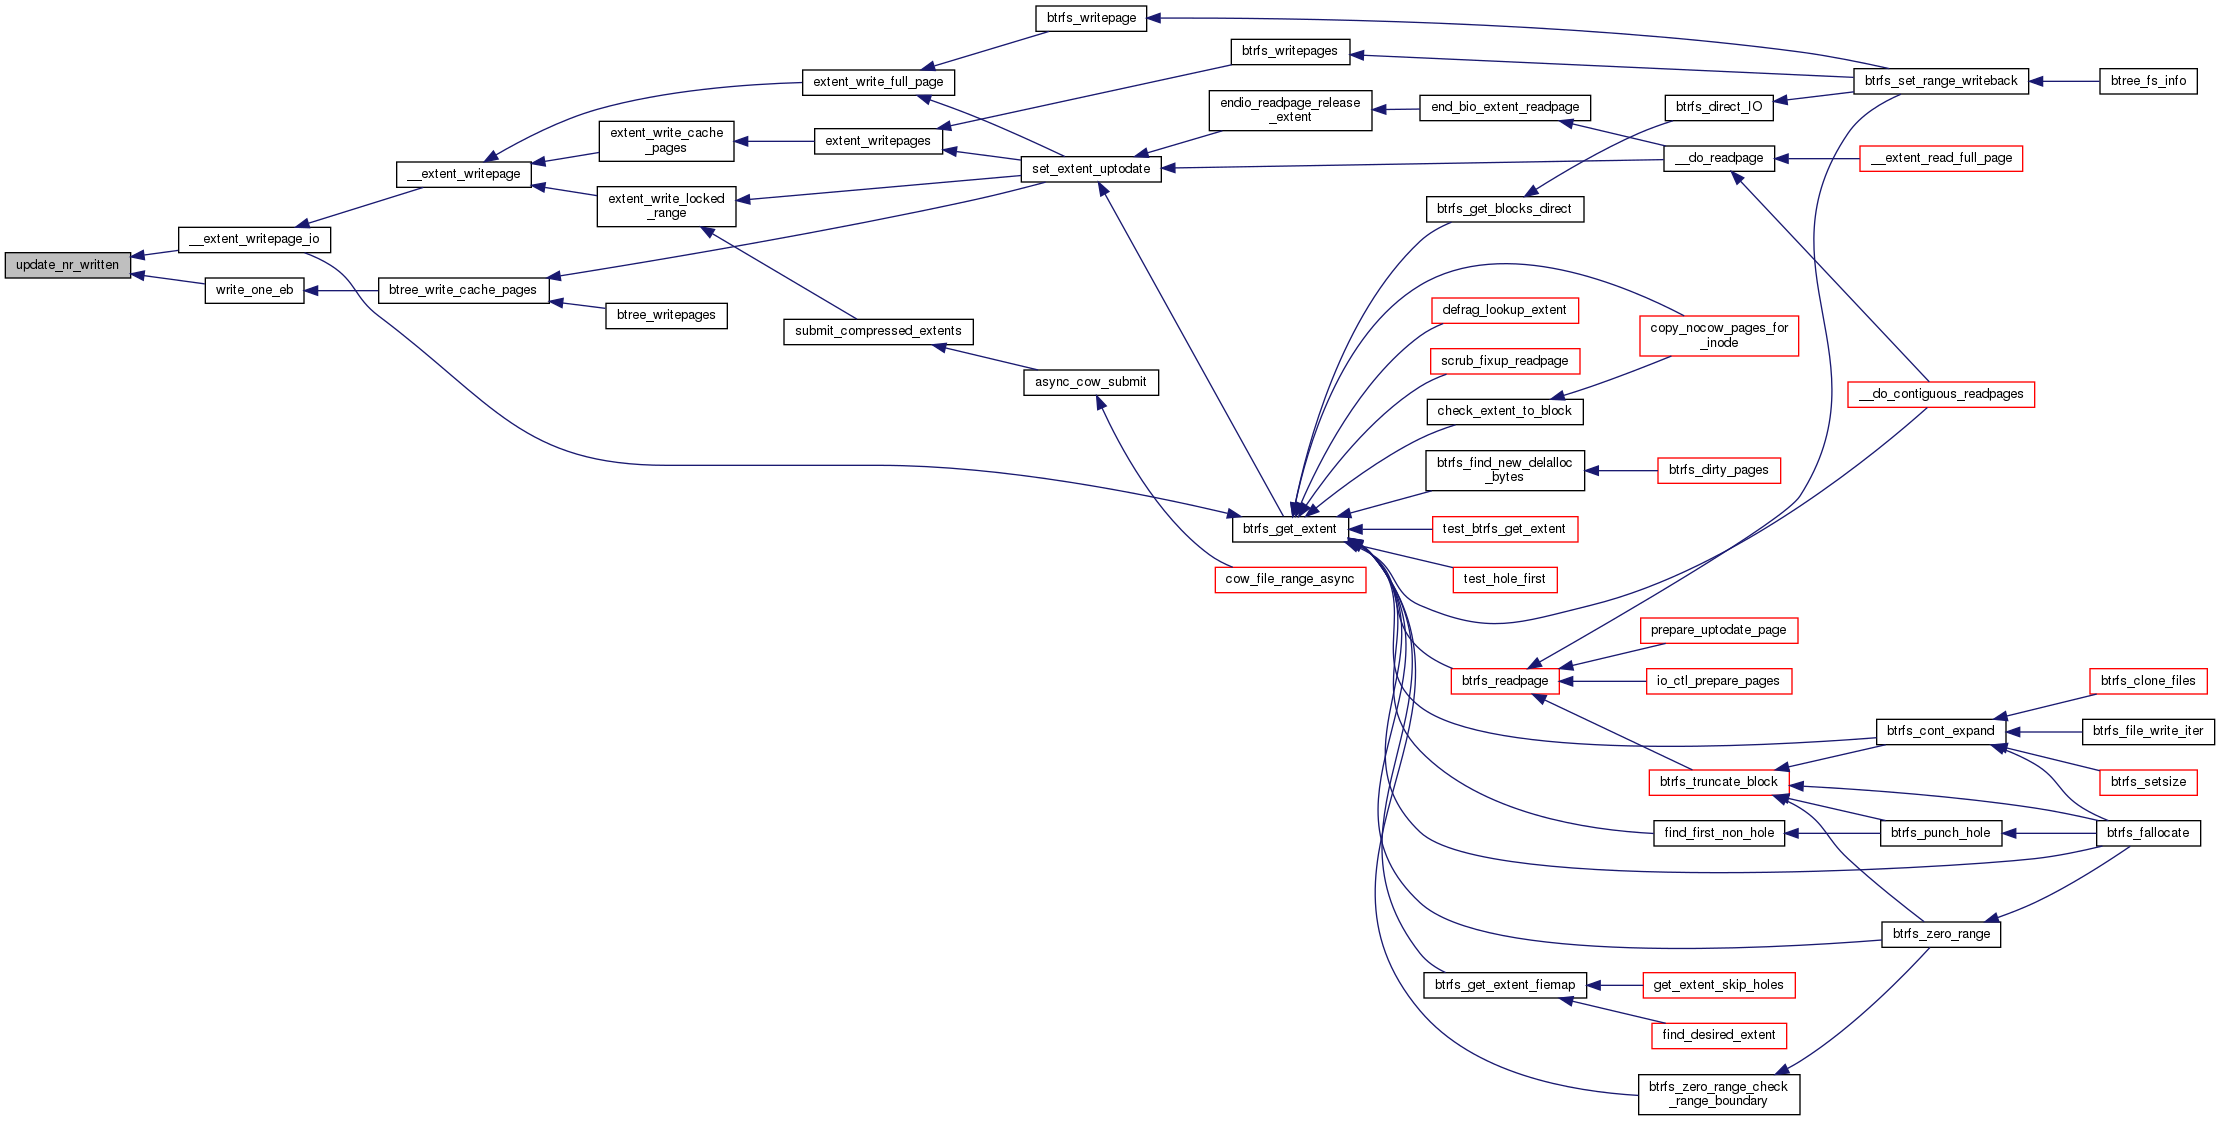 update_nr_written
__extent_writepage_io
write_one_eb
__extent_writepage
btree_write_cache_pages
extent_write_cache
_pages
extent_write_locked
_range
btree_writepages
extent_write_full_page
extent_writepages
submit_compressed_extents
btrfs_writepage
set_extent_uptodate
async_cow_submit
btrfs_writepages
endio_readpage_release
_extent
btrfs_get_extent
cow_file_range_async
end_bio_extent_readpage
btrfs_get_blocks_direct
defrag_lookup_extent
scrub_fixup_readpage
check_extent_to_block
btrfs_find_new_delalloc
_bytes
test_btrfs_get_extent
test_hole_first
btrfs_readpage
btrfs_get_extent_fiemap
btrfs_direct_IO
__do_readpage
copy_nocow_pages_for
_inode
btrfs_dirty_pages
prepare_uptodate_page
io_ctl_prepare_pages
btrfs_truncate_block
find_first_non_hole
get_extent_skip_holes
find_desired_extent
btrfs_zero_range_check
_range_boundary
btrfs_set_range_writeback
__extent_read_full_page
__do_contiguous_readpages
btrfs_cont_expand
btrfs_punch_hole
btrfs_zero_range
btree_fs_info
btrfs_clone_files
btrfs_file_write_iter
btrfs_setsize
btrfs_fallocate